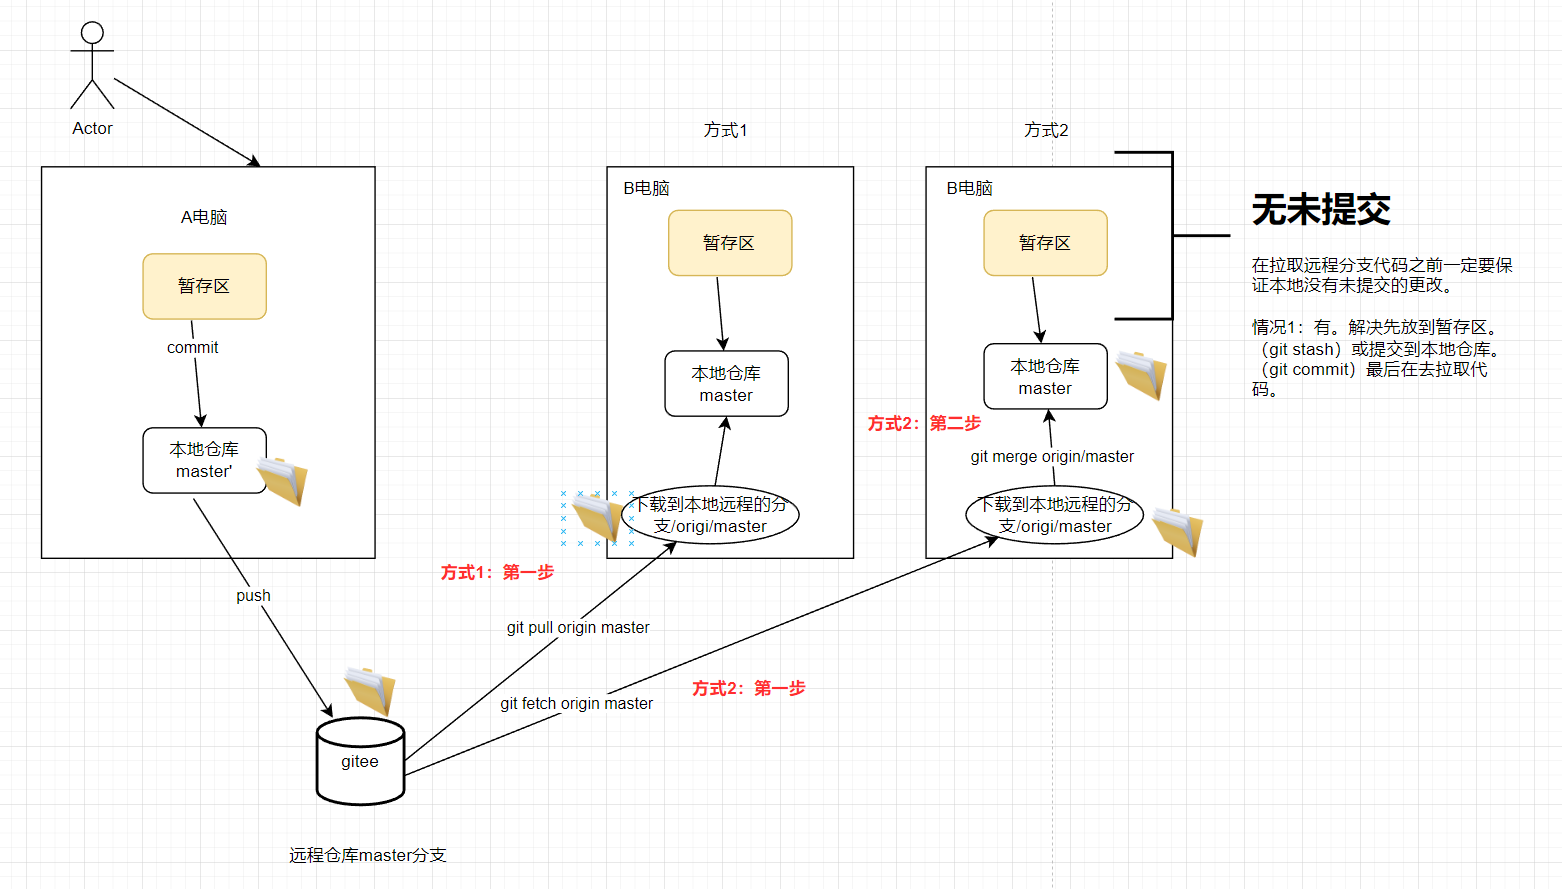 Actor
A电脑
暂存区
commit
本地仓库
master'
push
gitee
远程仓库master分支
方式1
B电脑
暂存区
本地仓库
master
下载到本地远程的分
支/origi/master
方式1：第一步
git pull origin master
方式2
B电脑
暂存区
本地仓库
master
方式2：第二步
git merge origin/master
下载到本地远程的分
支/origi/master
方式2：第一步
git fetch origin master
无未提交
在拉取远程分支代码之前一定要保
证本地没有未提交的更改。
情况1：有。解决先放到暂存区。
（git stash）或提交到本地仓库。
（git commit）最后在去拉取代
码。